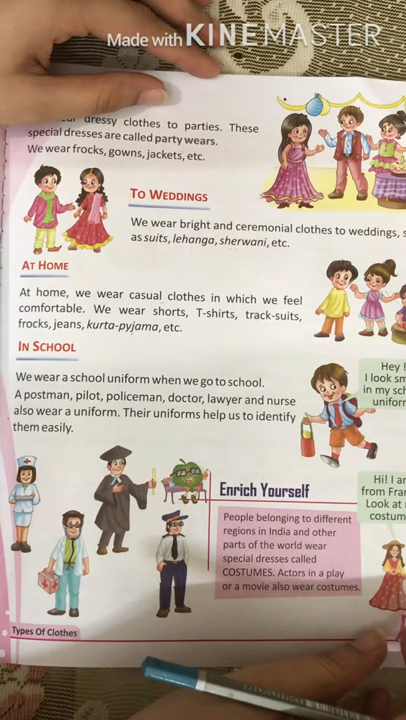 Made with KINEMASTER
dressy clothes to parties. These
special dresses are called party wears.
We wear frocks, gowns, jackets, etc.
TO WEDDINGS
We wear bright and ceremonial clothes to weddings, s
as suits, lehanga, sherwani, etc.
AT HOME
At home, we wear casual clothes in which we feel
comfortable. We wear shorts, T-shirts, track-suits,
frocks, jeans, kurta-pyjama, etc.
IN SCHOOL
We wear a school uniform when we go to school.
A postman, pilot, policeman, doctor, lawyer and nurse
also wear a uniform. Their uniforms help us to identify
them easily.
Hey !
I look sm
in my sch
uniform
Enrich Yourself
People belonging to different
regions in India and other
parts of the world wear
special dresses called
COSTUMES. Actors in a play
or a movie also wear costumes.
Hi! I am
from Fran
Look at
costum
Types Of Clothes